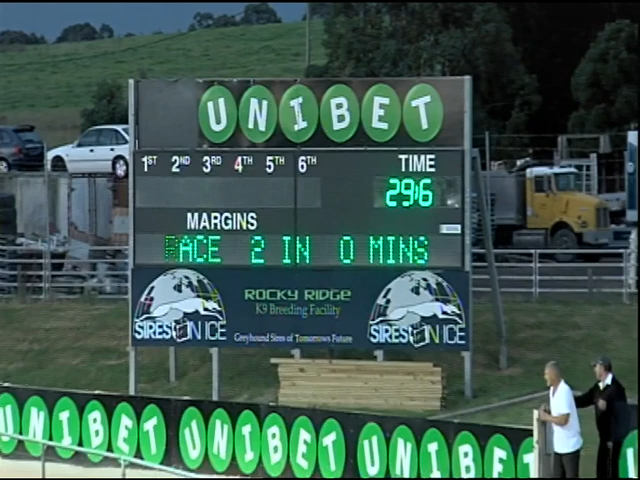 UNIBET
1ST 2ND 3RD 4TH 5TH 6TH TIME
29:6
MARGINS
RACE 2 IN 0 MINS
SIRES ON ICE
ROCKY RIDGE
K9 Breeding Facility
Greyhound Sires of Tomorrows Future
SIRES ON ICE
UNIBET UNIBET UNIBET UNIBET